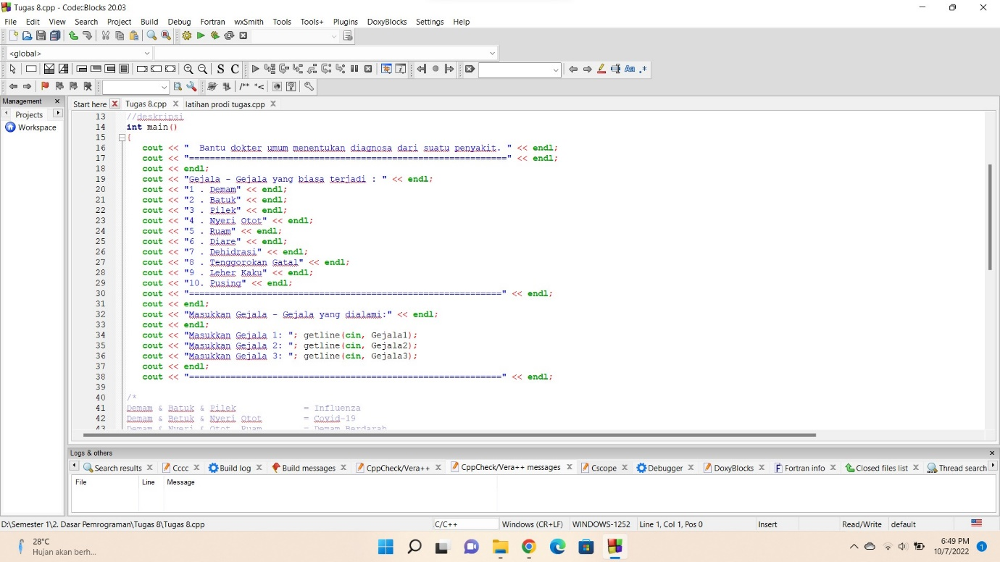 Tugas 8.cpp - Code::Blocks 20.03
File Edit View Search Project Build Debug Fortran wxSmith Tools Tools+ Plugins DoxyBlocks Settings Help
<global>
S C
/** *<
Management
Start here Tugas 8.cpp latihan prodi tugas.cpp
Projects
Workspace
13 //deskripsi
14 int main()
15 {
16 cout << "  Bantu dokter umum menentukan diagnosa dari suatu penyakit. " << endl;
17 cout << "=============================================================" << endl;
18 cout << endl;
19 cout << "Gejala - Gejala yang biasa terjadi : " << endl;
20 cout << "1 . Demam" << endl;
21 cout << "2 . Batuk" << endl;
22 cout << "3 . Pilek" << endl;
23 cout << "4 . Nyeri Otot" << endl;
24 cout << "5 . Ruam" << endl;
25 cout << "6 . Diare" << endl;
26 cout << "7 . Dehidrasi" << endl;
27 cout << "8 . Tenggorokan Gatal" << endl;
28 cout << "9 . Leher Kaku" << endl;
29 cout << "10. Pusing" << endl;
30 cout << "============================================================" << endl;
31 cout << endl;
32 cout << "Masukkan Gejala - Gejala yang dialami:" << endl;
33 cout << endl;
34 cout << "Masukkan Gejala 1: "; getline(cin, Gejala1);
35 cout << "Masukkan Gejala 2: "; getline(cin, Gejala2);
36 cout << "Masukkan Gejala 3: "; getline(cin, Gejala3);
37 cout << endl;
38 cout << "============================================================" << endl;
39
40 /*
41 Demam & Batuk & Pilek = Influenza
42 Demam & Betuk & Nyeri Otot = Covid-19
43 Demam & Nyeri & Otot Ruam = Demam Berdarah
Logs & others
Search results Cccc Build log Build messages CppCheck/Vera++ CppCheck/Vera++ messages Cscope Debugger DoxyBlocks Fortran info Closed files list Thread search
File Line Message
D:\Semester 1\2. Dasar Pemrograman\Tugas 8\Tugas 8.cpp C/C++ Windows (CR+LF) WINDOWS-1252 Line 1, Col 1, Pos 0 Insert Read/Write default
28°C
Hujan akan berh...
6:49 PM
10/7/2022
1